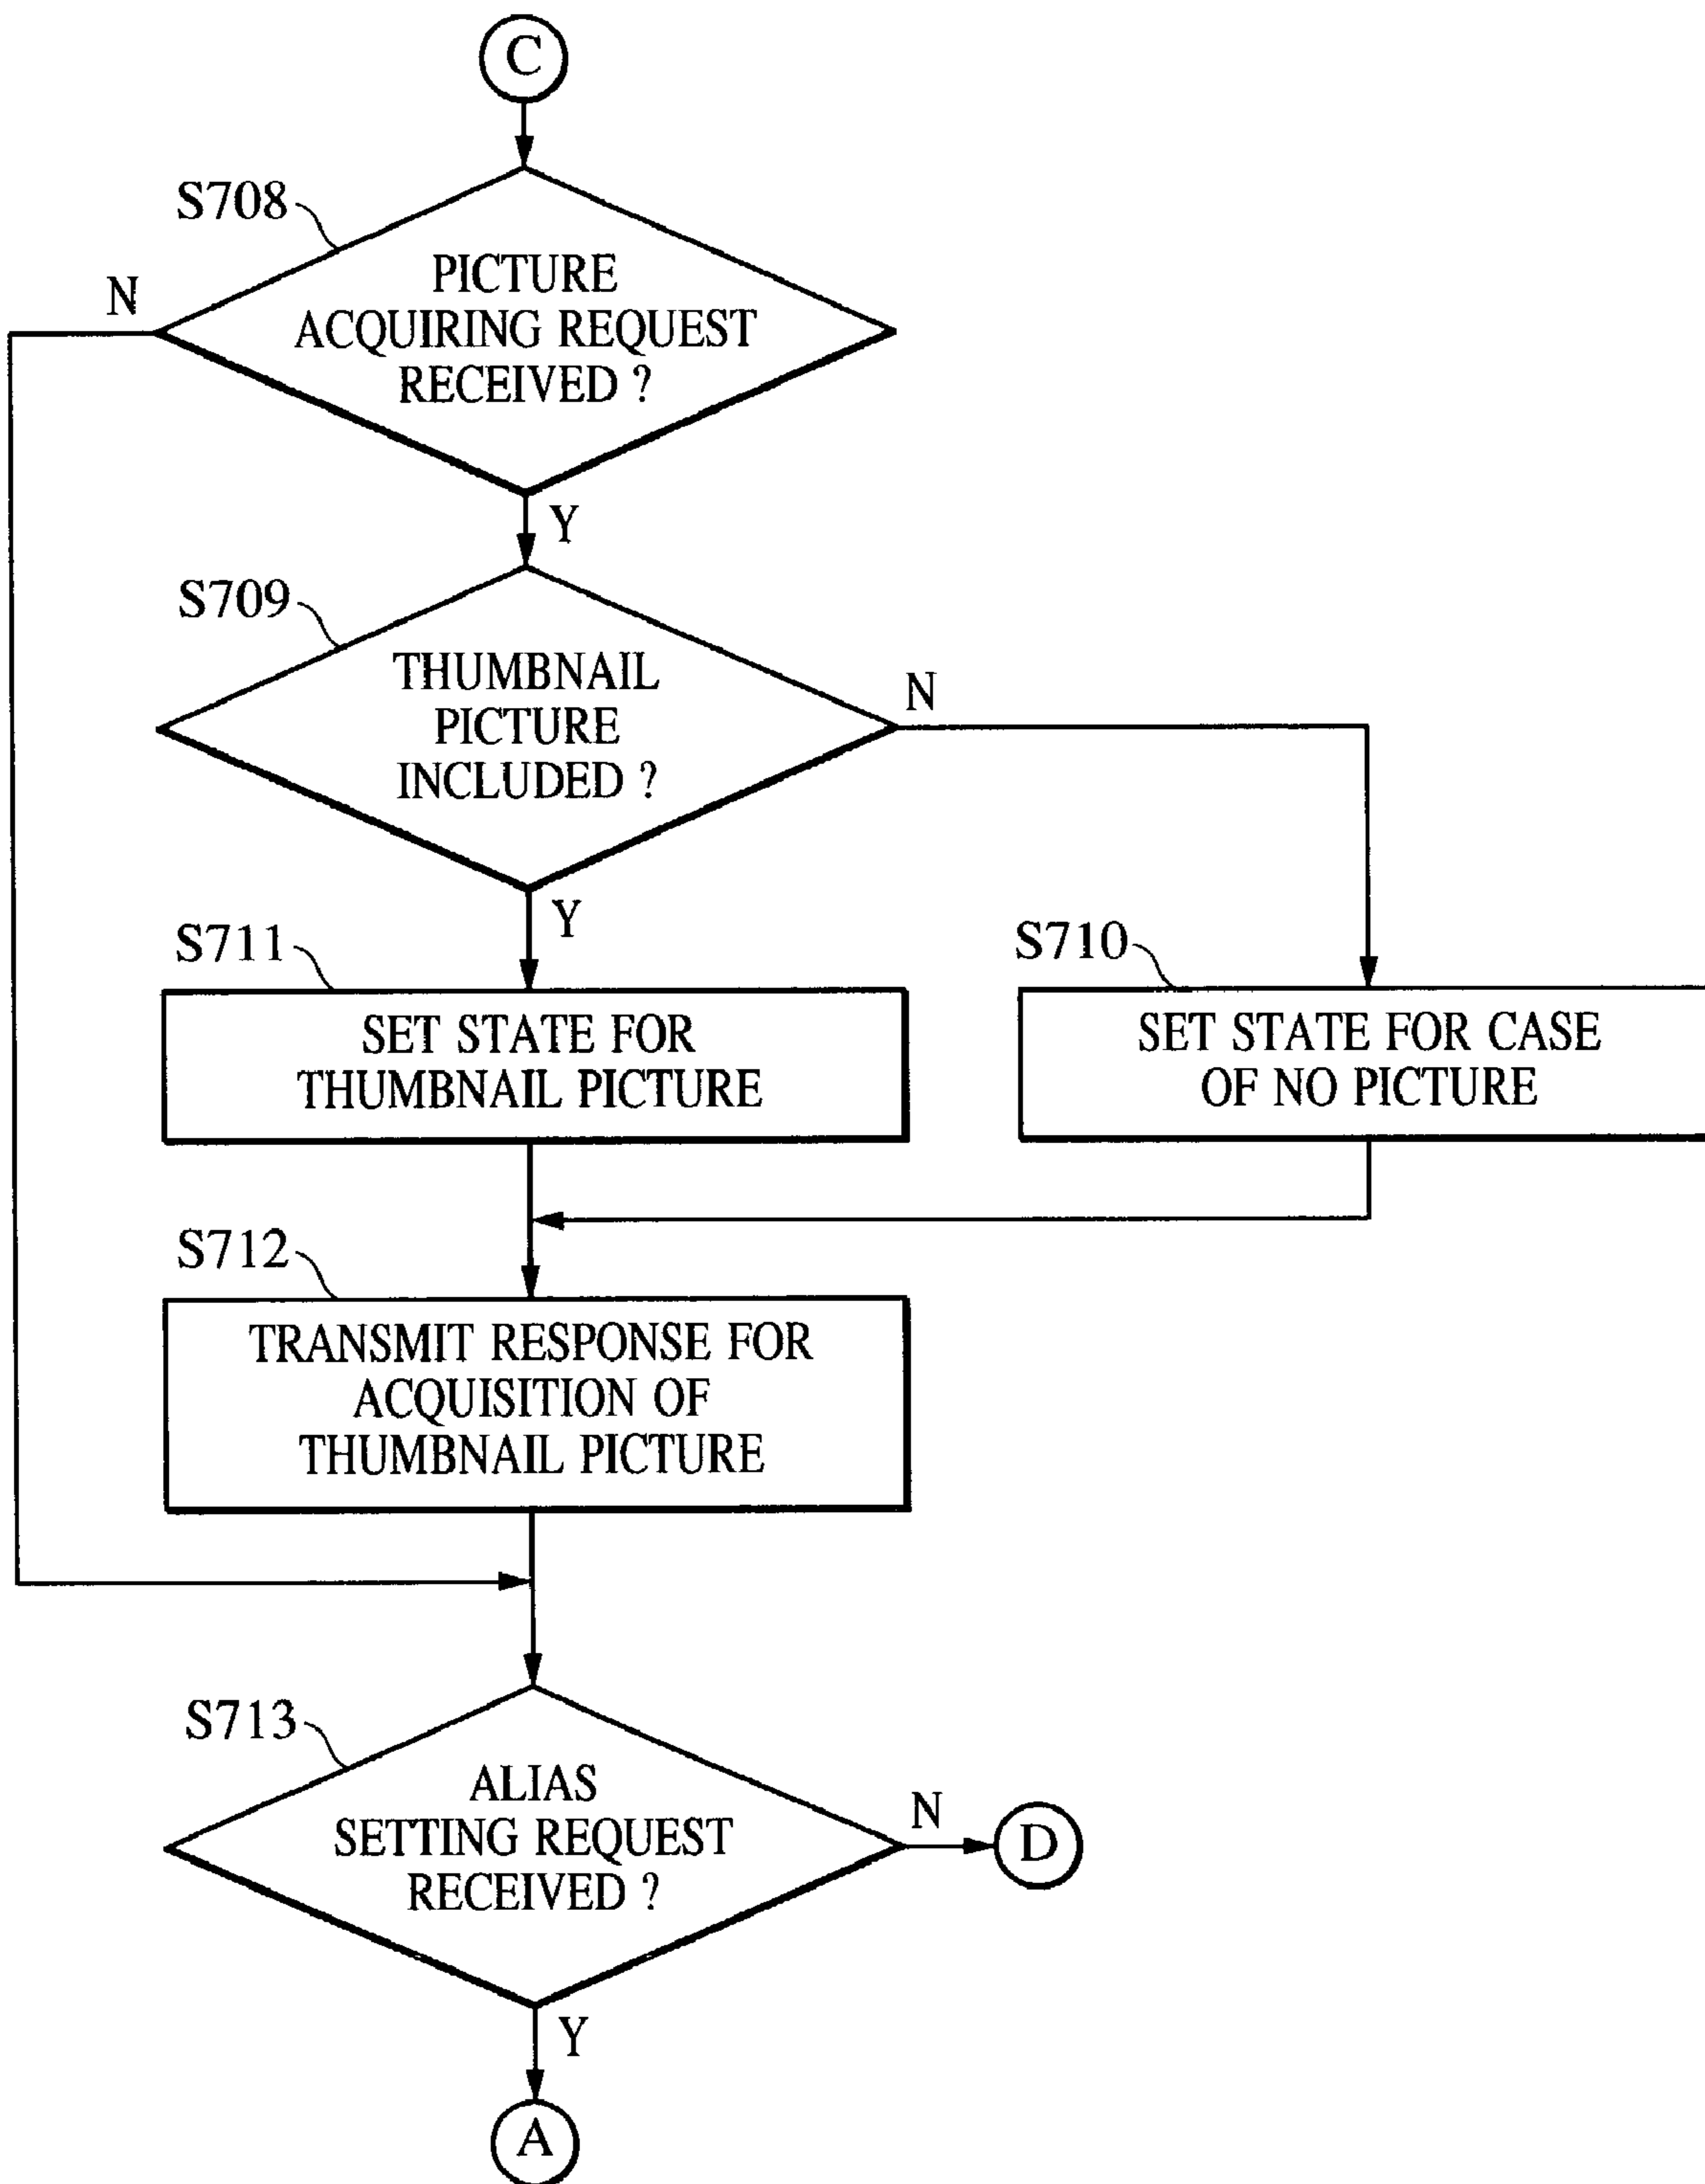 C
S708
N
PICTURE
ACQUIRING REQUEST
RECEIVED ?
Y
S709
THUMBNAIL
PICTURE
INCLUDED ?
N
Y
S711
S710
SET STATE FOR
THUMBNAIL PICTURE
SET STATE FOR CASE
OF NO PICTURE
S712
TRANSMIT RESPONSE FOR
ACQUISITION OF
THUMBNAIL PICTURE
S713
ALIAS
SETTING REQUEST
RECEIVED ?
N
D
Y
A